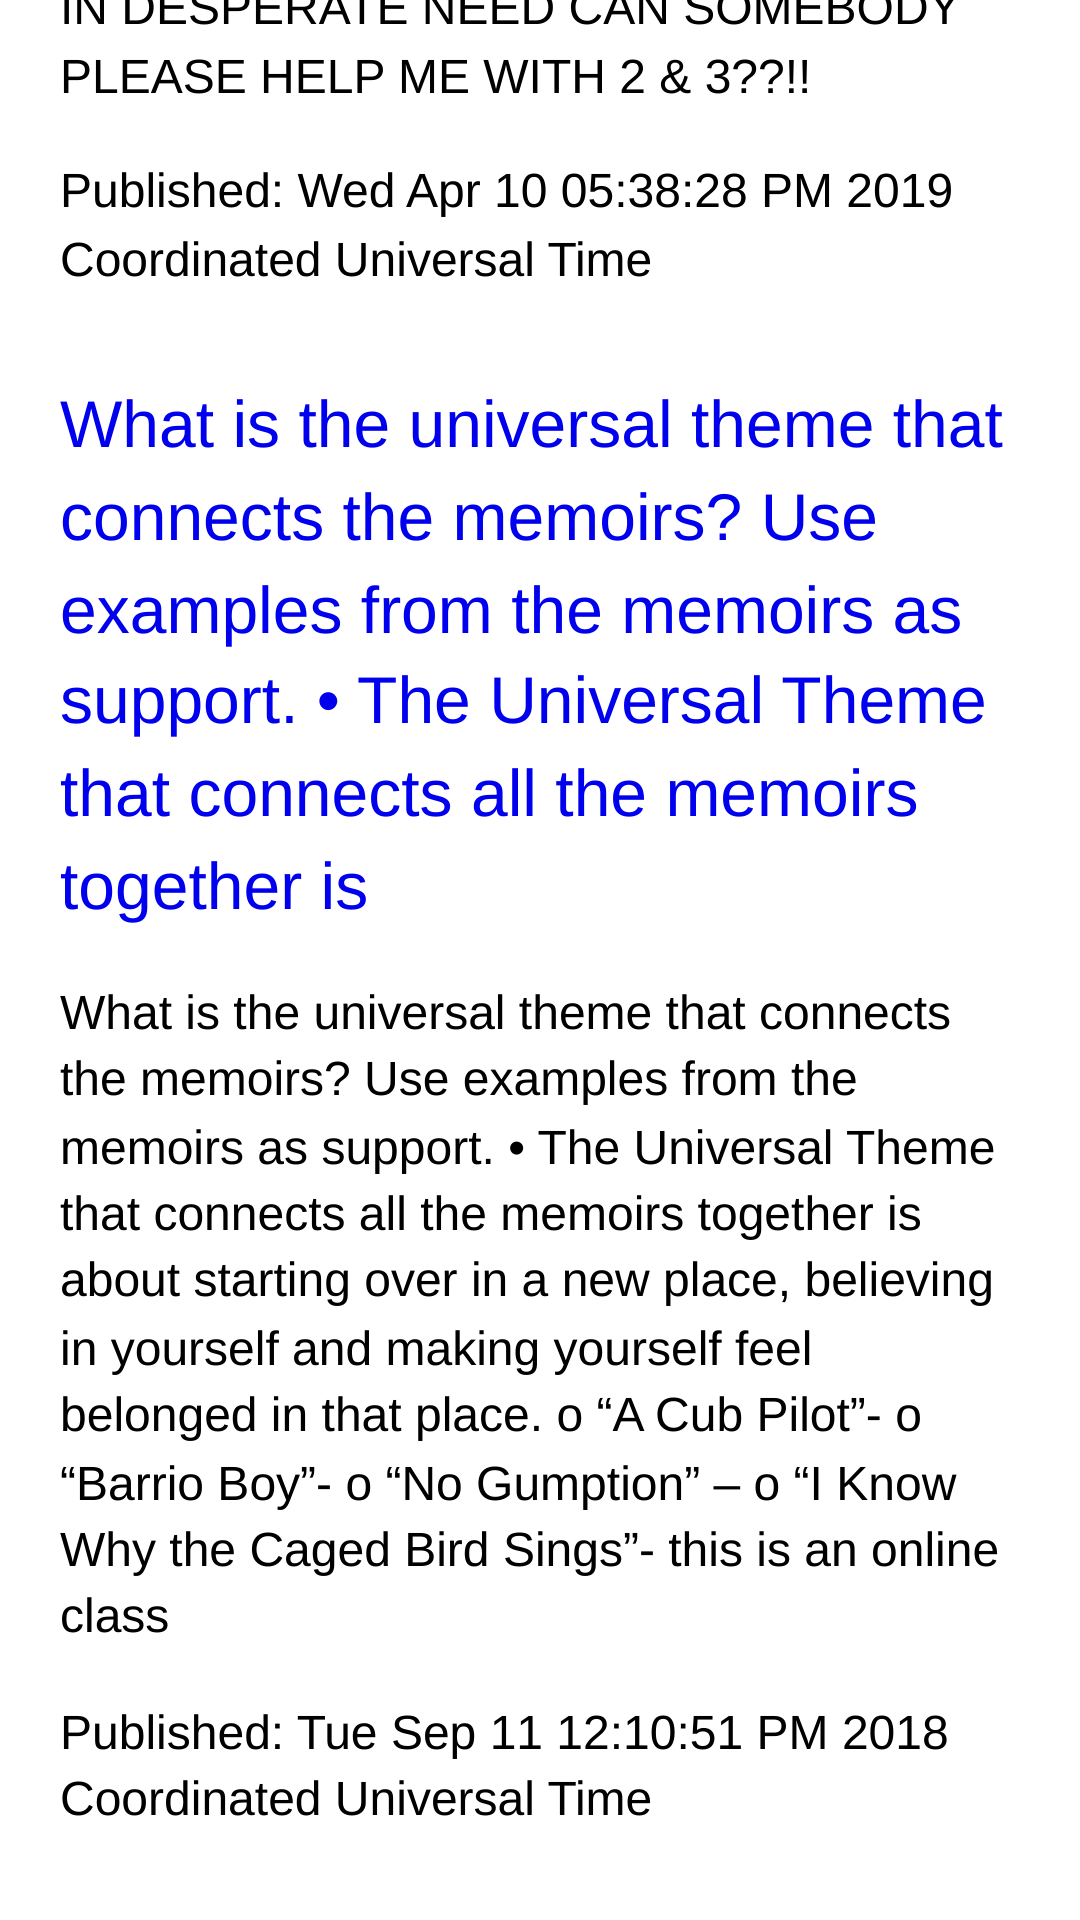 IN DESPERATE NEED CAN SOMEBODY
PLEASE HELP ME WITH 2 & 3??!!
Published: Wed Apr 10 05:38:28 PM 2019
Coordinated Universal Time
What is the universal theme that
connects the memoirs? Use
examples from the memoirs as
support. • The Universal Theme
that connects all the memoirs
together is
What is the universal theme that connects
the memoirs? Use examples from the
memoirs as support. • The Universal Theme
that connects all the memoirs together is
about starting over in a new place, believing
in yourself and making yourself feel
belonged in that place. o “A Cub Pilot”- o
“Barrio Boy”- o “No Gumption” – o “I Know
Why the Caged Bird Sings”- this is an online
class
Published: Tue Sep 11 12:10:51 PM 2018
Coordinated Universal Time